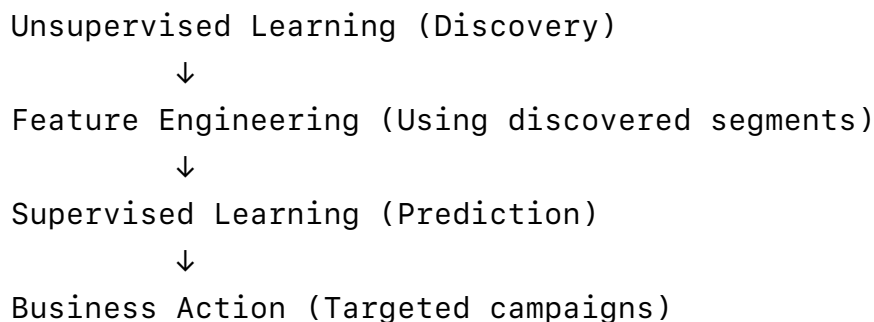 Unsupervised Learning (Discovery)
↓
Feature Engineering (Using discovered segments)
↓
Supervised Learning (Prediction)
↓
Business Action (Targeted campaigns)